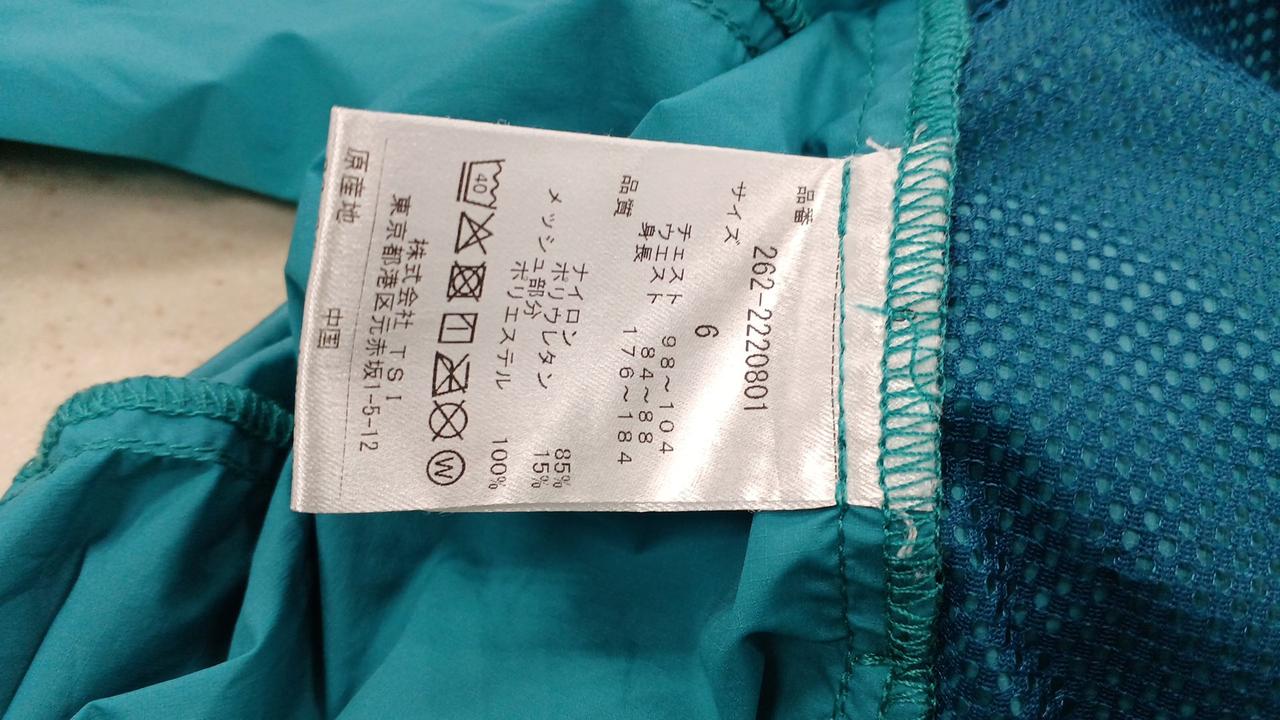 品番
262-2220801
サイズ
6
チェスト 98〜104
ウエスト 84〜88
身長 176〜184
品質
ナイロン 85%
ポリウレタン 15%
メッシュ部分
ポリエステル 100%
40
W
株式会社 TSI
東京都港区元赤坂1-5-12
原産地 中国